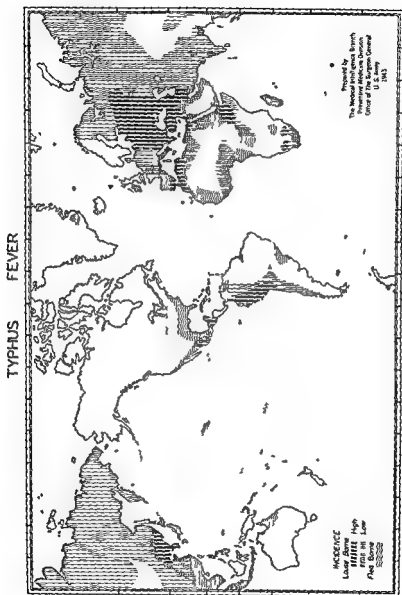 TYPHUS FEVER
Prepared by
The Medical Intelligence Branch
Preventive Medicine Division
Office of The Surgeon General
U. S. Army
1943
INCIDENCE
Louse Borne
High
Low
Flea Borne